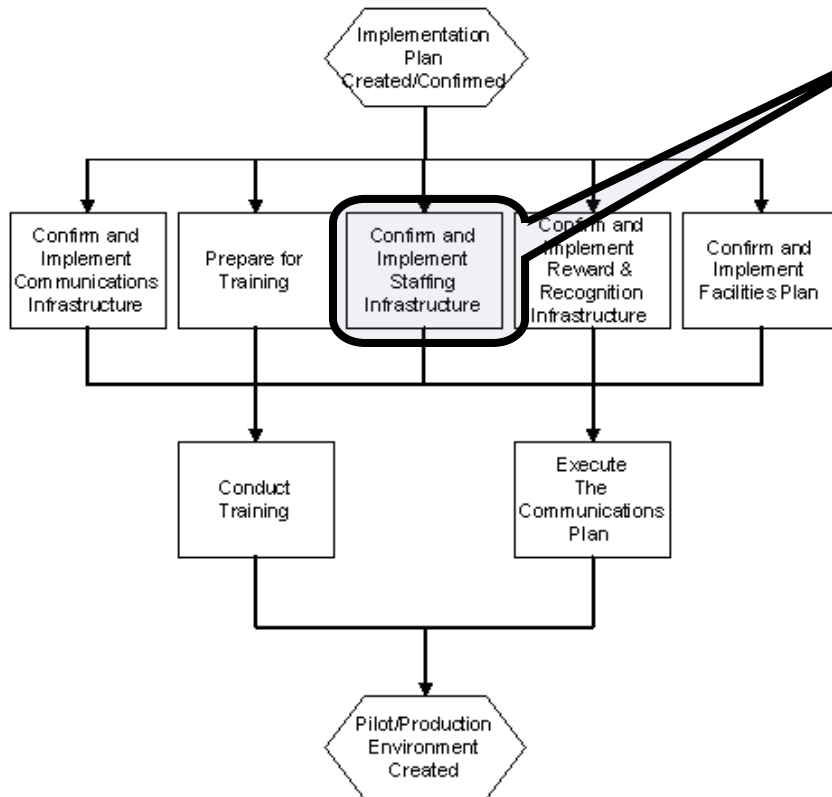 Implementation
Plan
Created/Confirmed
Confirm and
Implement
Communications
Infrastructure
Prepare for
Training
Confirm and
Implement
Staffing
Infrastructure
Confirm and
Implement
Reward &
Recognition
Infrastructure
Confirm and
Implement
Facilities Plan
Conduct
Training
Execute
The
Communications
Plan
Pilot/Production
Environment
Created